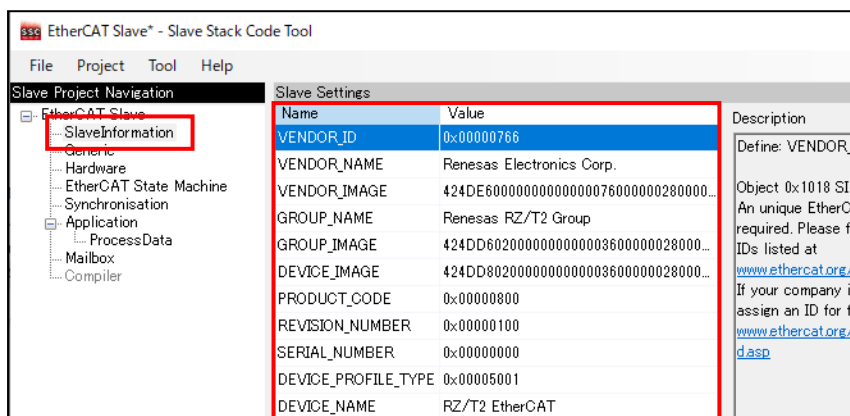 SSC EtherCAT Slave* - Slave Stack Code Tool
File Project Tool Help
Slave Project Navigation
EtherCAT Slave
SlaveInformation
Generic
Hardware
EtherCAT State Machine
Synchronisation
Application
ProcessData
Mailbox
Compiler
Slave Settings
Name Value
VENDOR_ID 0x00000766
VENDOR_NAME Renesas Electronics Corp.
VENDOR_IMAGE 424DE60000000000000076000000280000...
GROUP_NAME Renesas RZ/T2 Group
GROUP_IMAGE 424DD6020000000000003600000028000...
DEVICE_IMAGE 424DD8020000000000003600000028000...
PRODUCT_CODE 0x00000800
REVISION_NUMBER 0x00000100
SERIAL_NUMBER 0x00000000
DEVICE_PROFILE_TYPE 0x00005001
DEVICE_NAME RZ/T2 EtherCAT
Description
Define: VENDOR_
Object 0x1018 SI
An unique EtherC
required. Please f
IDs listed at
www.ethercat.org/
If your company i
assign an ID for f
www.ethercat.org/
d.asp